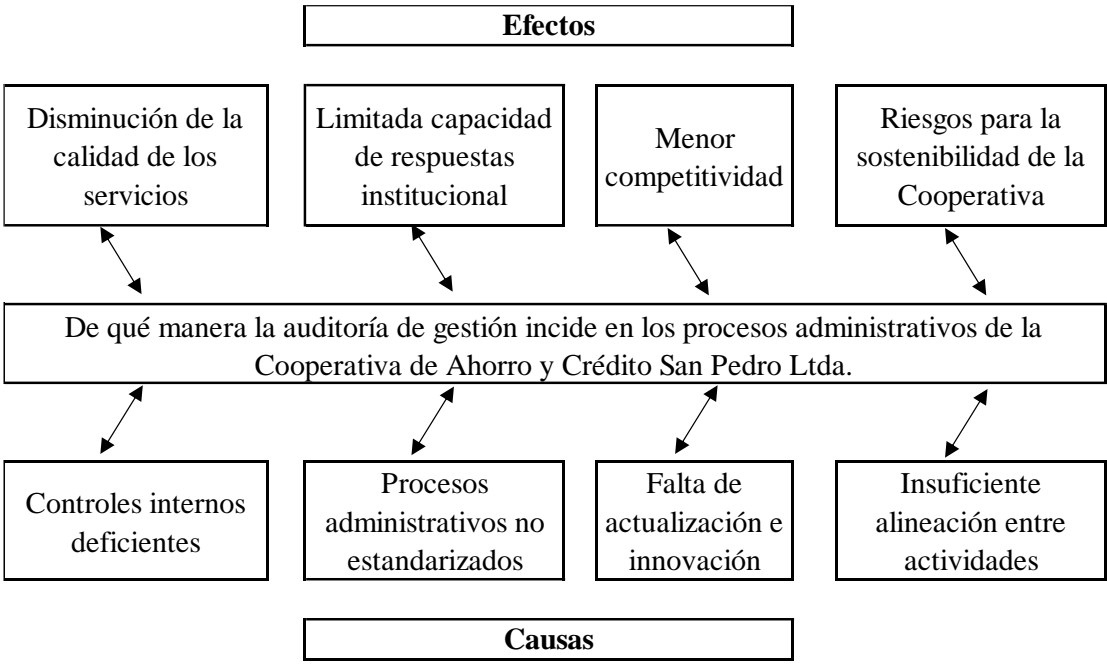 Efectos
Disminución de la
calidad de los
servicios
Limitada capacidad
de respuestas
institucional
Menor
competitividad
Riesgos para la
sostenibilidad de la
Cooperativa
De qué manera la auditoría de gestión incide en los procesos administrativos de la
Cooperativa de Ahorro y Crédito San Pedro Ltda.
Controles internos
deficientes
Procesos
administrativos no
estandarizados
Falta de
actualización e
innovación
Insuficiente
alineación entre
actividades
Causas